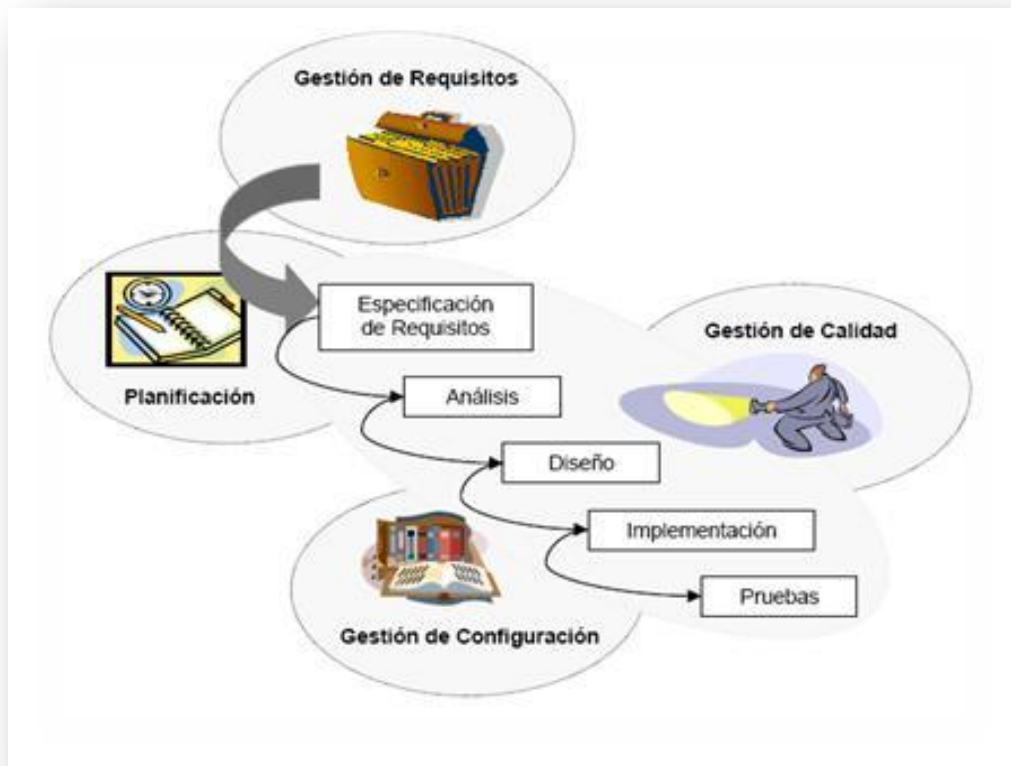 Gestión de Requisitos
Especificación
de Requisitos
Planificación
Gestión de Calidad
Análisis
Diseño
Implementación
Pruebas
Gestión de Configuración